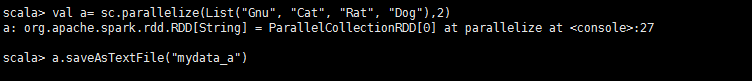 scala> val a= sc.parallelize(List("Gnu", "Cat", "Rat", "Dog"),2)
a: org.apache.spark.rdd.RDD[String] = ParallelCollectionRDD[0] at parallelize at <console>:27
scala> a.saveAsTextFile("mydata_a")